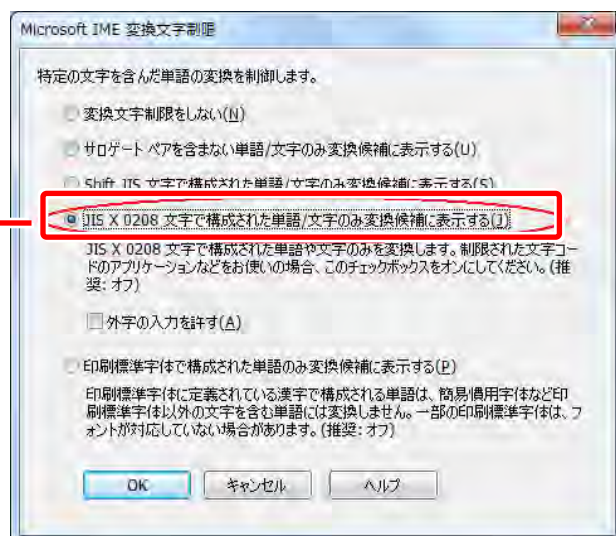 Microsoft IME 変換文字制限
特定の文字を含んだ単語の変換を制御します。
変換文字制限をしない(N)
サロゲート ペアを含まない単語/文字のみ変換候補に表示する(U)
Shift JIS 文字で構成された単語/文字のみ変換候補に表示する(S)
JIS X 0208 文字で構成された単語/文字のみ変換候補に表示する(J)
JIS X 0208 文字で構成された単語や文字のみを変換します。制限された文字コー
ドのアプリケーションなどをお使いの場合、このチェックボックスをオンにしてください。(推
奨: オフ)
外字の入力を許す(A)
印刷標準字体で構成された単語のみ変換候補に表示する(P)
印刷標準字体に定義されている漢字で構成される単語は、簡易慣用字体など印
刷標準字体以外の文字を含む単語には変換しません。一部の印刷標準字体は、フ
ォントが対応していない場合があります。(推奨: オフ)
OK
キャンセル
ヘルプ